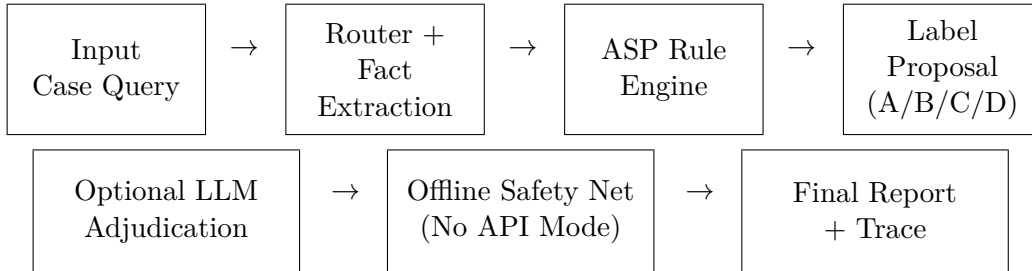 Input
Case Query
→
Router +
Fact
Extraction
→
ASP Rule
Engine
→
Label
Proposal
(A/B/C/D)
Optional LLM
Adjudication
→
Offline Safety Net
(No API Mode)
→
Final Report
+ Trace